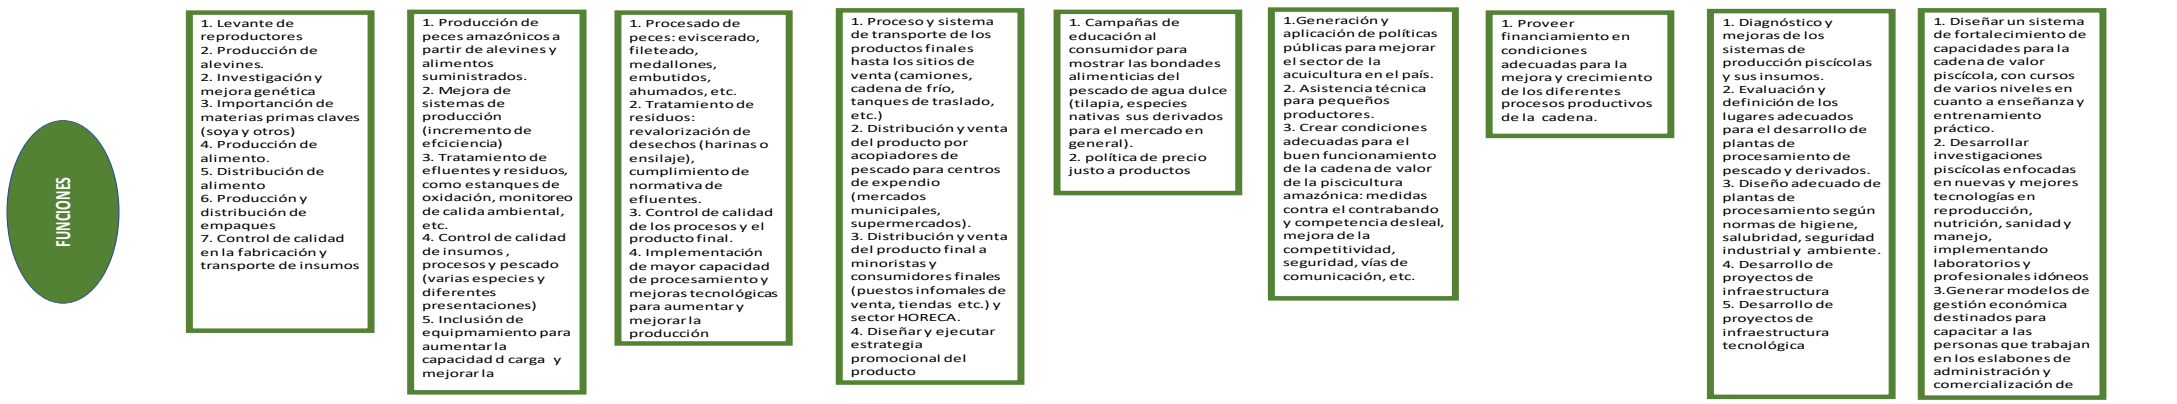 FUNCIONES
1. Levante de
reproductores
2. Producción de
alevines.
2. Investigación y
mejora genética
3. Importanción de
materias primas claves
(soya y otros)
4. Producción de
alimento.
5. Distribución de
alimento
6. Producción y
distribución de
empaques
7. Control de calidad
en la fabricación y
transporte de insumos
1. Producción de
peces amazónicos a
partir de alevines y
alimentos
suministrados.
2. Mejora de
sistemas de
producción
(incremento de
efciciencia)
3. Tratamiento de
efluentes y residuos,
como estanques de
oxidación, monitoreo
de calida ambiental,
etc.
4. Control de calidad
de insumos ,
procesos y pescado
(varias especies y
diferentes
presentaciones)
5. Inclusión de
equipmamiento para
aumentar la
capacidad d carga y
mejorar la
1. Procesado de
peces: eviscerado,
fileteado,
medallones,
embutidos,
ahumados, etc.
2. Tratamiento de
residuos:
revalorización de
desechos (harinas o
ensilaje),
cumplimiento de
normativa de
efluentes.
3. Control de calidad
de los procesos y el
producto final.
4. Implementación
de mayor capacidad
de procesamiento y
mejoras tecnológicas
para aumentar y
mejorar la
producción
1. Proceso y sistema
de transporte de los
productos finales
hasta los sitios de
venta (camiones,
cadena de frío,
tanques de traslado,
etc.)
2. Distribución y venta
del producto por
acopiadores de
pescado para centros
de expendio
(mercados
municipales,
supermercados).
3. Distribución y venta
del producto final a
minoristas y
consumidores finales
(puestos infomales de
venta, tiendas etc.) y
sector HORECA.
4. Diseñar y ejecutar
estrategia
promocional del
producto
1. Campañas de
educación al
consumidor para
mostrar las bondades
alimenticias del
pescado de agua dulce
(tilapia, especies
nativas sus derivados
para el mercado en
general).
2. política de precio
justo a productos
1.Generación y
aplicación de políticas
públicas para mejorar
el sector de la
acuicultura en el país.
2. Asistencia técnica
para pequeños
productores.
3. Crear condiciones
adecuadas para el
buen funcionamiento
de la cadena de valor
de la piscicultura
amazónica: medidas
contra el contrabando
y competencia desleal,
mejora de la
competitividad,
seguridad, vías de
comunicación, etc.
1. Proveer
financiamiento en
condiciones
adecuadas para la
mejora y crecimiento
de los diferentes
procesos productivos
de la cadena.
1. Diagnóstico y
mejoras de los
sistemas de
producción piscícolas
y sus insumos.
2. Evaluación y
definición de los
lugares adecuados
para el desarrollo de
plantas de
procesamiento de
pescado y derivados.
3. Diseño adecuado de
plantas de
procesamiento según
normas de higiene,
salubridad, seguridad
industrial y ambiente.
4. Desarrollo de
proyectos de
infraestructura
5. Desarrollo de
proyectos de
infraestructura
tecnológica
1. Diseñar un sistema
de fortalecimiento de
capacidades para la
cadena de valor
piscícola, con cursos
de varios niveles en
cuanto a enseñanza y
entrenamiento
práctico.
2. Desarrollar
investigaciones
piscícolas enfocadas
en nuevas y mejores
tecnologías en
reproducción,
nutrición, sanidad y
manejo,
implementando
laboratorios y
profesionales idóneos
3.Generar modelos de
gestión económica
destinados para
capacitar a las
personas que trabajan
en los eslabones de
administración y
comercialización de